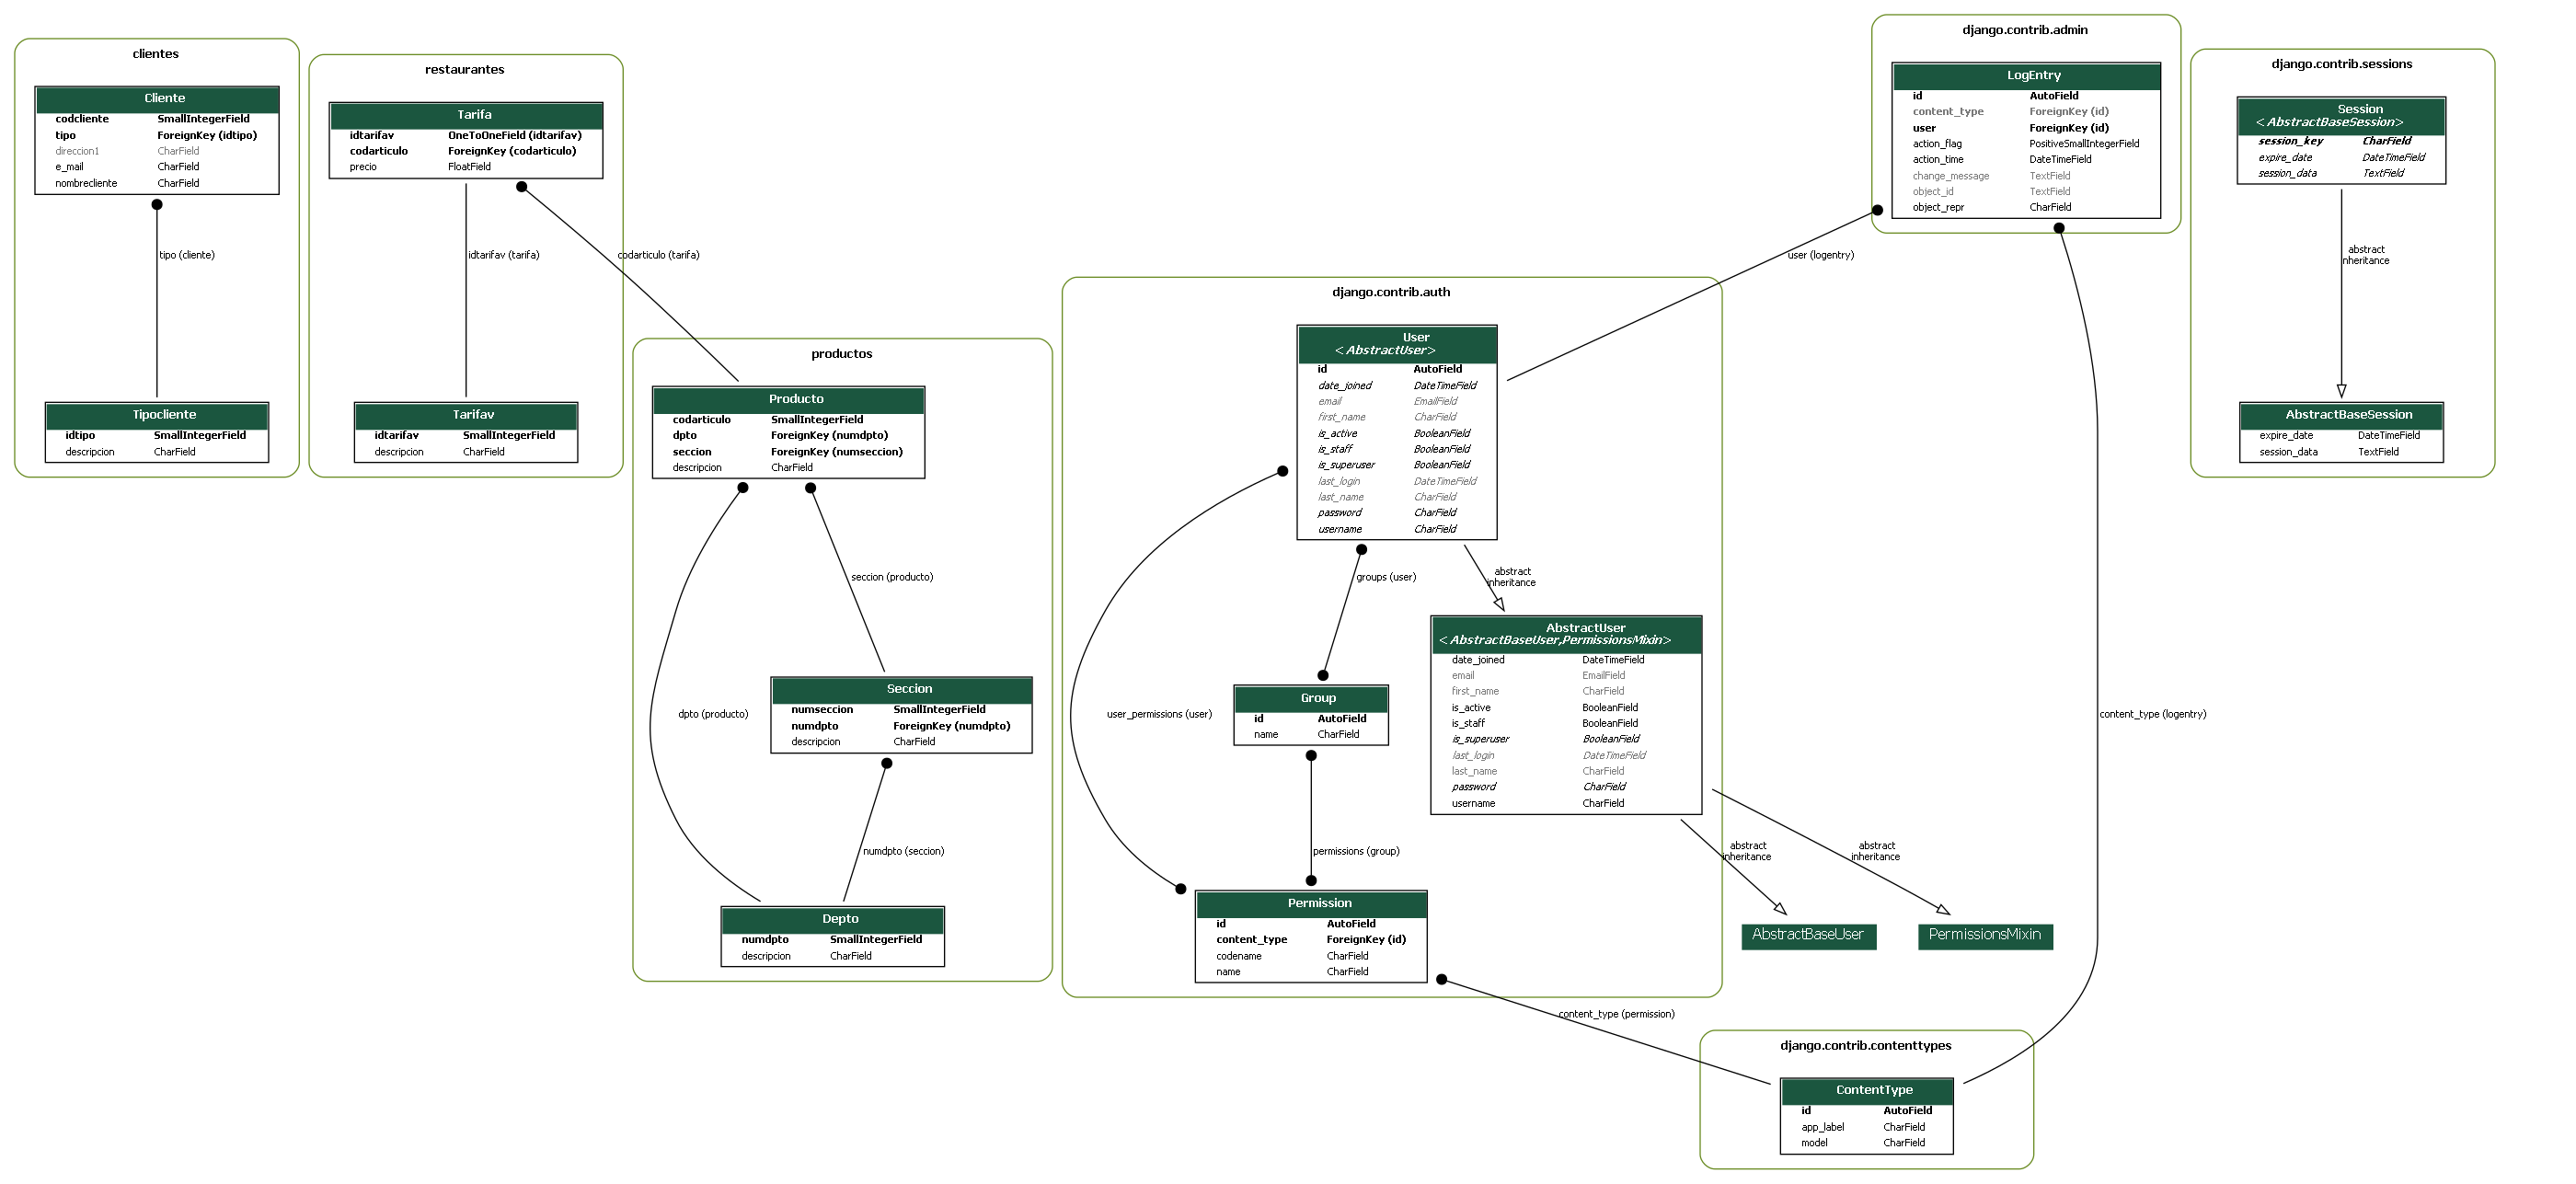 clientes
Cliente
codcliente SmallIntegerField
tipo ForeignKey (idtipo)
direccion1 CharField
e_mail CharField
nombrecliente CharField
tipo (cliente)
Tipocliente
idtipo SmallIntegerField
descripcion CharField
restaurantes
Tarifa
idtarifav OneToOneField (idtarifav)
codarticulo ForeignKey (codarticulo)
precio FloatField
idtarifav (tarifa)
codarticulo (tarifa)
Tarifav
idtarifav SmallIntegerField
descripcion CharField
productos
Producto
codarticulo SmallIntegerField
dpto ForeignKey (numdpto)
seccion ForeignKey (numseccion)
descripcion CharField
seccion (producto)
dpto (producto)
Seccion
numseccion SmallIntegerField
numdpto ForeignKey (numdpto)
descripcion CharField
numdpto (seccion)
Depto
numdpto SmallIntegerField
descripcion CharField
django.contrib.auth
User
<AbstractUser>
id AutoField
date_joined DateTimeField
email EmailField
first_name CharField
is_active BooleanField
is_staff BooleanField
is_superuser BooleanField
last_login DateTimeField
last_name CharField
password CharField
username CharField
groups (user)
abstract
inheritance
user_permissions (user)
AbstractUser
<AbstractBaseUser,PermissionsMixin>
date_joined DateTimeField
email EmailField
first_name CharField
is_active BooleanField
is_staff BooleanField
is_superuser BooleanField
last_login DateTimeField
last_name CharField
password CharField
username CharField
Group
id AutoField
name CharField
permissions (group)
abstract
inheritance
abstract
inheritance
Permission
id AutoField
content_type ForeignKey (id)
codename CharField
name CharField
AbstractBaseUser
PermissionsMixin
content_type (permission)
django.contrib.admin
LogEntry
id AutoField
content_type ForeignKey (id)
user ForeignKey (id)
action_flag PositiveSmallIntegerField
action_time DateTimeField
change_message TextField
object_id TextField
object_repr CharField
user (logentry)
content_type (logentry)
django.contrib.contenttypes
ContentType
id AutoField
app_label CharField
model CharField
django.contrib.sessions
Session
<AbstractBaseSession>
session_key CharField
expire_date DateTimeField
session_data TextField
abstract
inheritance
AbstractBaseSession
expire_date DateTimeField
session_data TextField